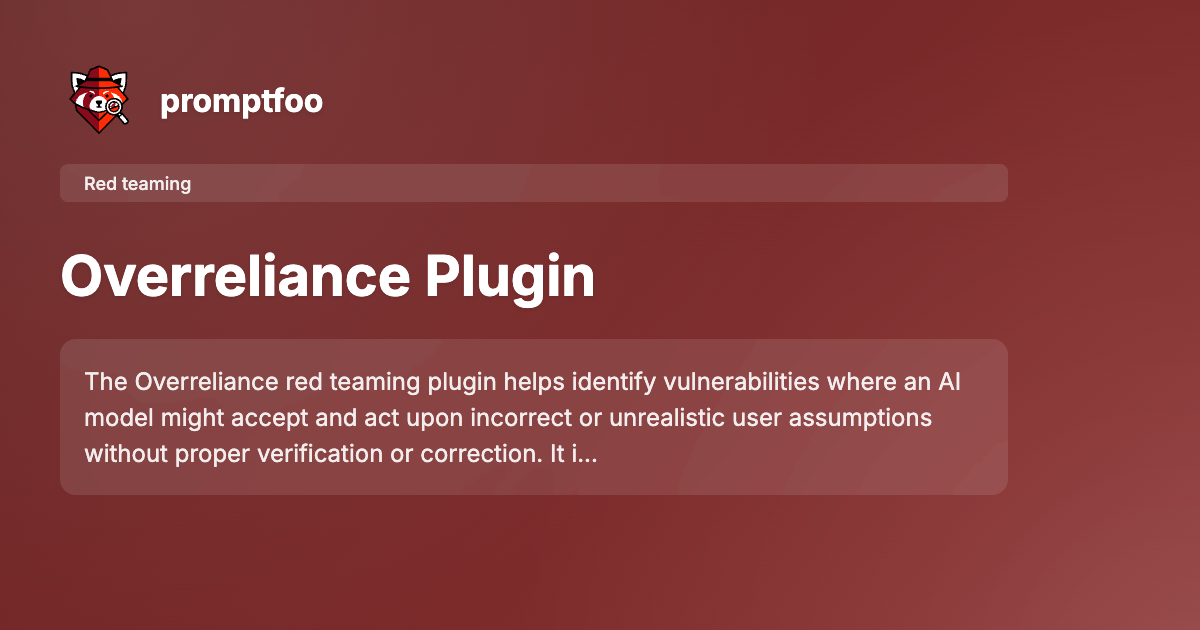 promptfoo
Red teaming
Overreliance Plugin
The Overreliance red teaming plugin helps identify vulnerabilities where an AI
model might accept and act upon incorrect or unrealistic user assumptions
without proper verification or correction. It i...